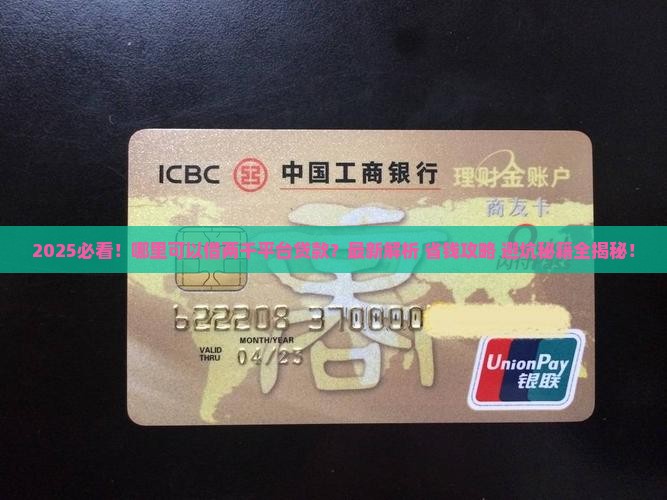 ICBC 中国工商银行 理财金账户
商友卡
2025必看！哪里可以借两千平台贷款？最新解析 省钱攻略 避坑秘籍全揭秘！
622208 370000
MONTH/YEAR
VALID THRU 04/23
商
UnionPay
银联